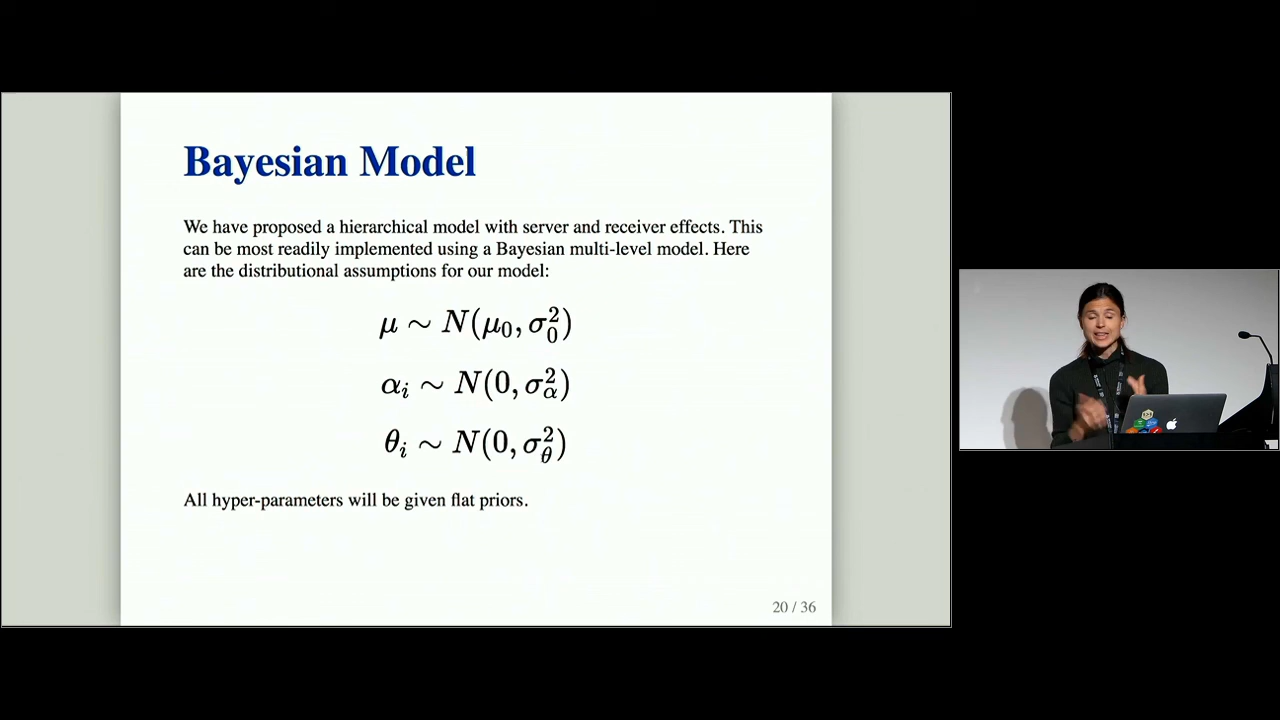 Bayesian Model
We have proposed a hierarchical model with server and receiver effects. This
can be most readily implemented using a Bayesian multi-level model. Here
are the distributional assumptions for our model:
μ ∼ N(μ₀, σ₀²)
αᵢ ∼ N(0, σ_α²)
θᵢ ∼ N(0, σ_θ²)
All hyper-parameters will be given flat priors.
20 / 36